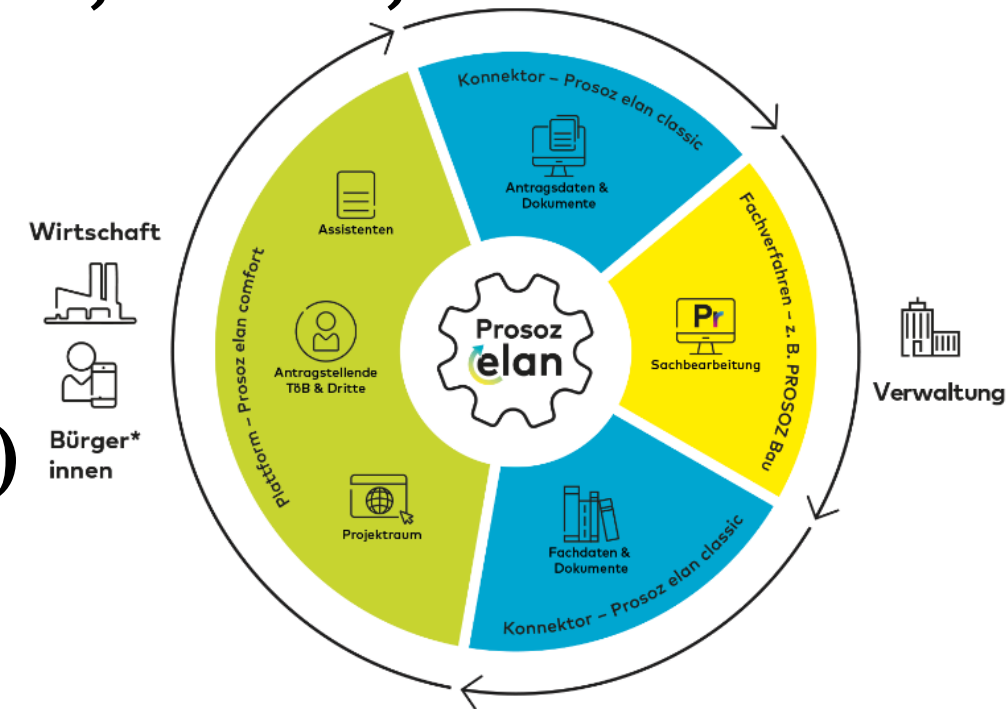 Konnektor – Prosoz elan classic
Antragsdaten &
Dokumente
Assistenten
Wirtschaft
Plattform – Prosoz elan comfort
Fachverfahren – z. B. PROSOZ Bau
Prosoz
elan
Pr
Sachbearbeitung
Antragstellende
TöB & Dritte
Verwaltung
Bürger*
innen
Projektraum
Fachdaten &
Dokumente
Konnektor – Prosoz elan classic